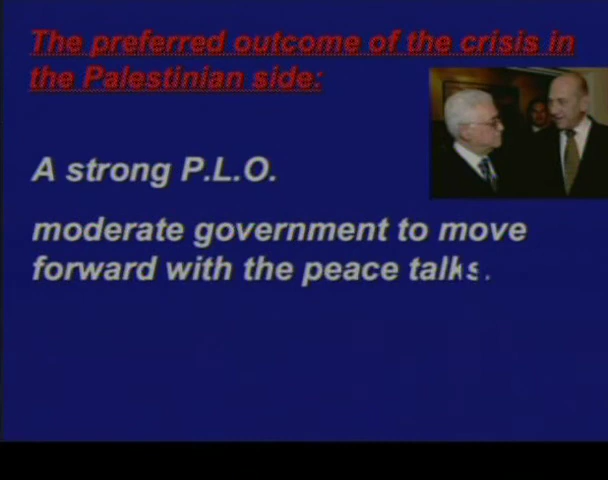 The preferred outcome of the crisis in
the Palestinian side:
A strong P.L.O.
moderate government to move
forward with the peace talks.